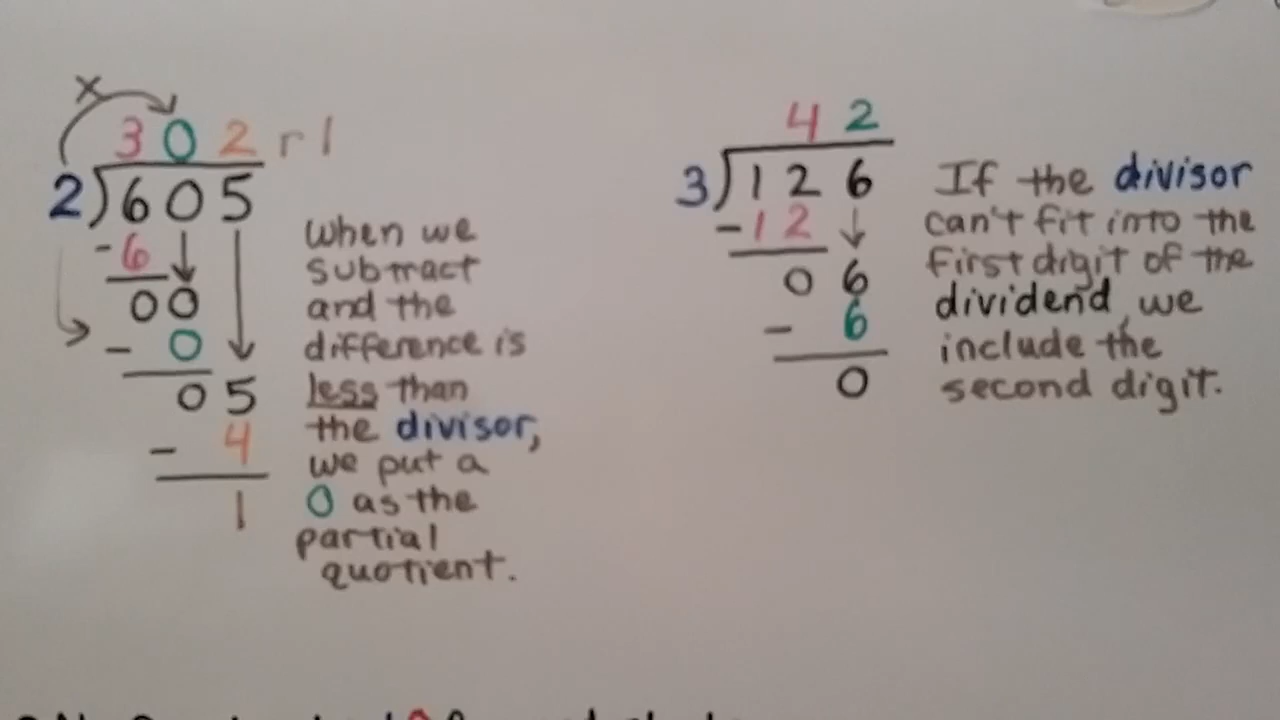 x
302 r1
2)605
-6
00
- 0
05
- 4
1
When we
subtract
and the
difference is
less than
the divisor,
we put a
0 as the
partial
quotient.
42
3)126
-12
06
- 6
0
If the divisor
can't fit into the
first digit of the
dividend, we
include the
second digit.